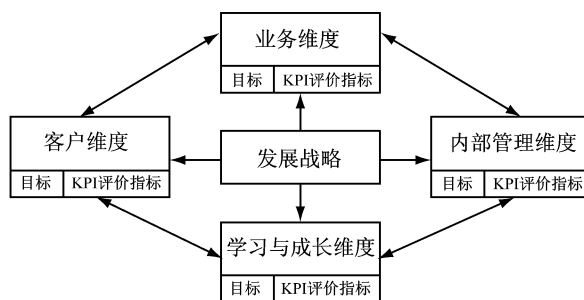 业务维度
目标 KPI评价指标
客户维度
目标 KPI评价指标
发展战略
内部管理维度
目标 KPI评价指标
学习与成长维度
目标 KPI评价指标